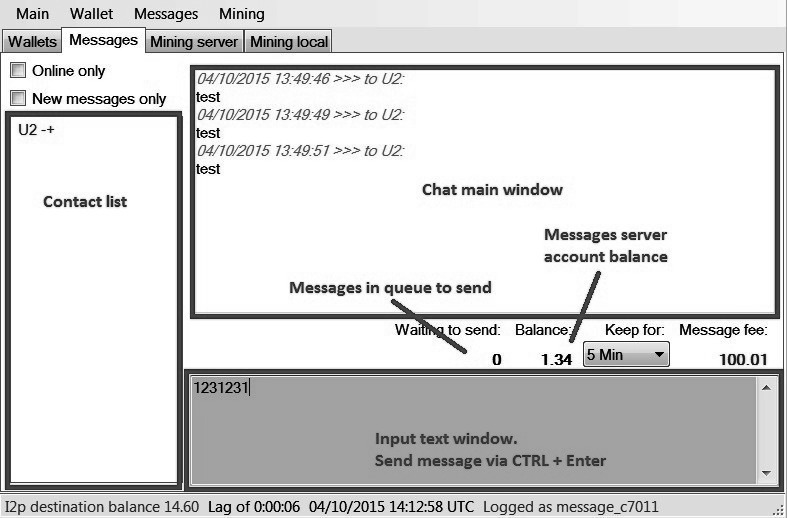 Main Wallet Messages Mining
Wallets Messages Mining server Mining local
Online only
New messages only
U2 -+
Contact list
04/10/2015 13:49:46 >>> to U2:
test
04/10/2015 13:49:49 >>> to U2:
test
04/10/2015 13:49:51 >>> to U2:
test
Chat main window
Messages server
account balance
Messages in queue to send
Waiting to send: Balance: Keep for: Message fee:
0 1.34 5 Min 100.01
1231231
Input text window.
Send message via CTRL + Enter
I2p destination balance 14.60 Lag of 0:00:06 04/10/2015 14:12:58 UTC Logged as message_c7011